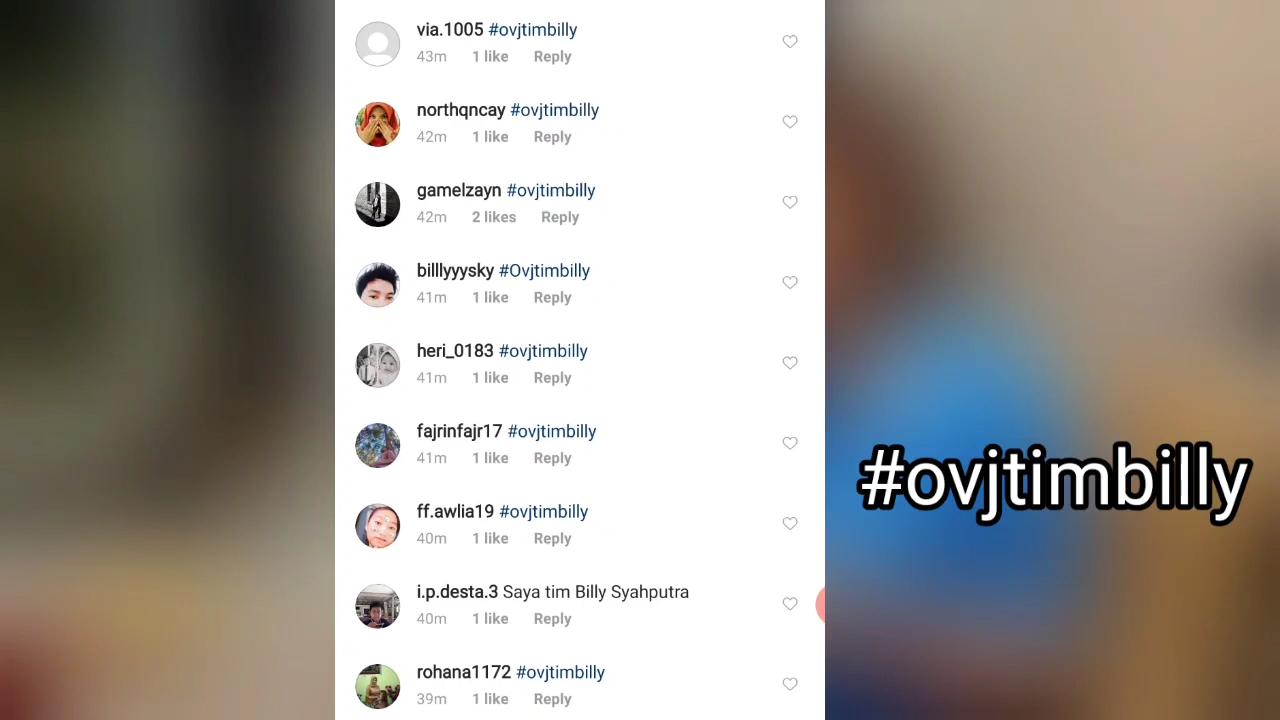 via.1005 #ovjtimbilly
43m 1 like Reply
northqncay #ovjtimbilly
42m 1 like Reply
gamelzayn #ovjtimbilly
42m 2 likes Reply
billlyyysky #Ovjtimbilly
41m 1 like Reply
heri_0183 #ovjtimbilly
41m 1 like Reply
fajrinfajr17 #ovjtimbilly
41m 1 like Reply
ff.awlia19 #ovjtimbilly
40m 1 like Reply
i.p.desta.3 Saya tim Billy Syahputra
40m 1 like Reply
rohana1172 #ovjtimbilly
39m 1 like Reply
#ovjtimbilly